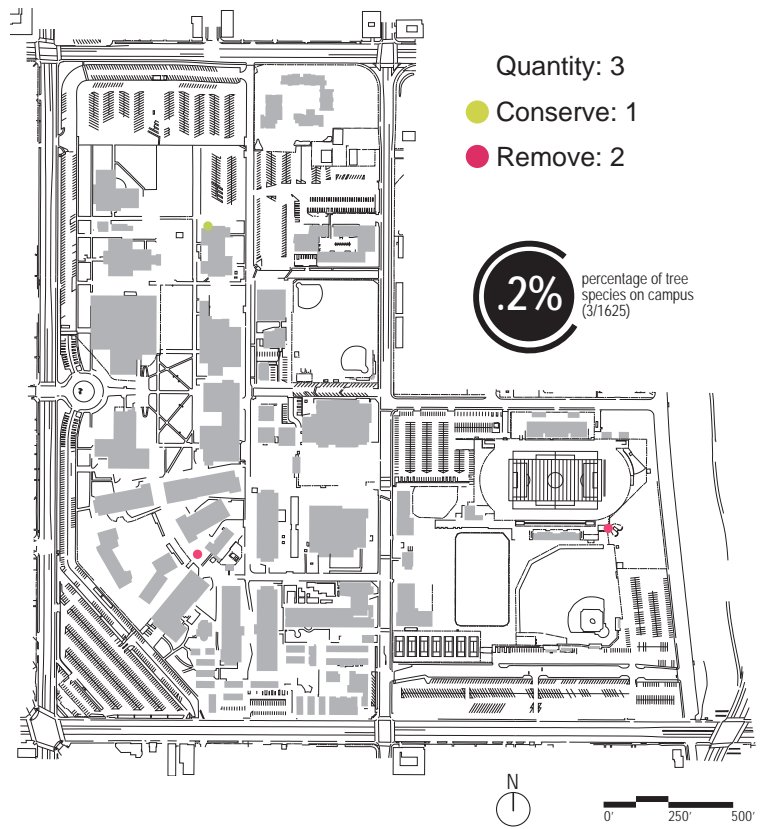 Quantity: 3
Conserve: 1
Remove: 2
.2%
percentage of tree
species on campus
(3/1625)
N
0' 250' 500'